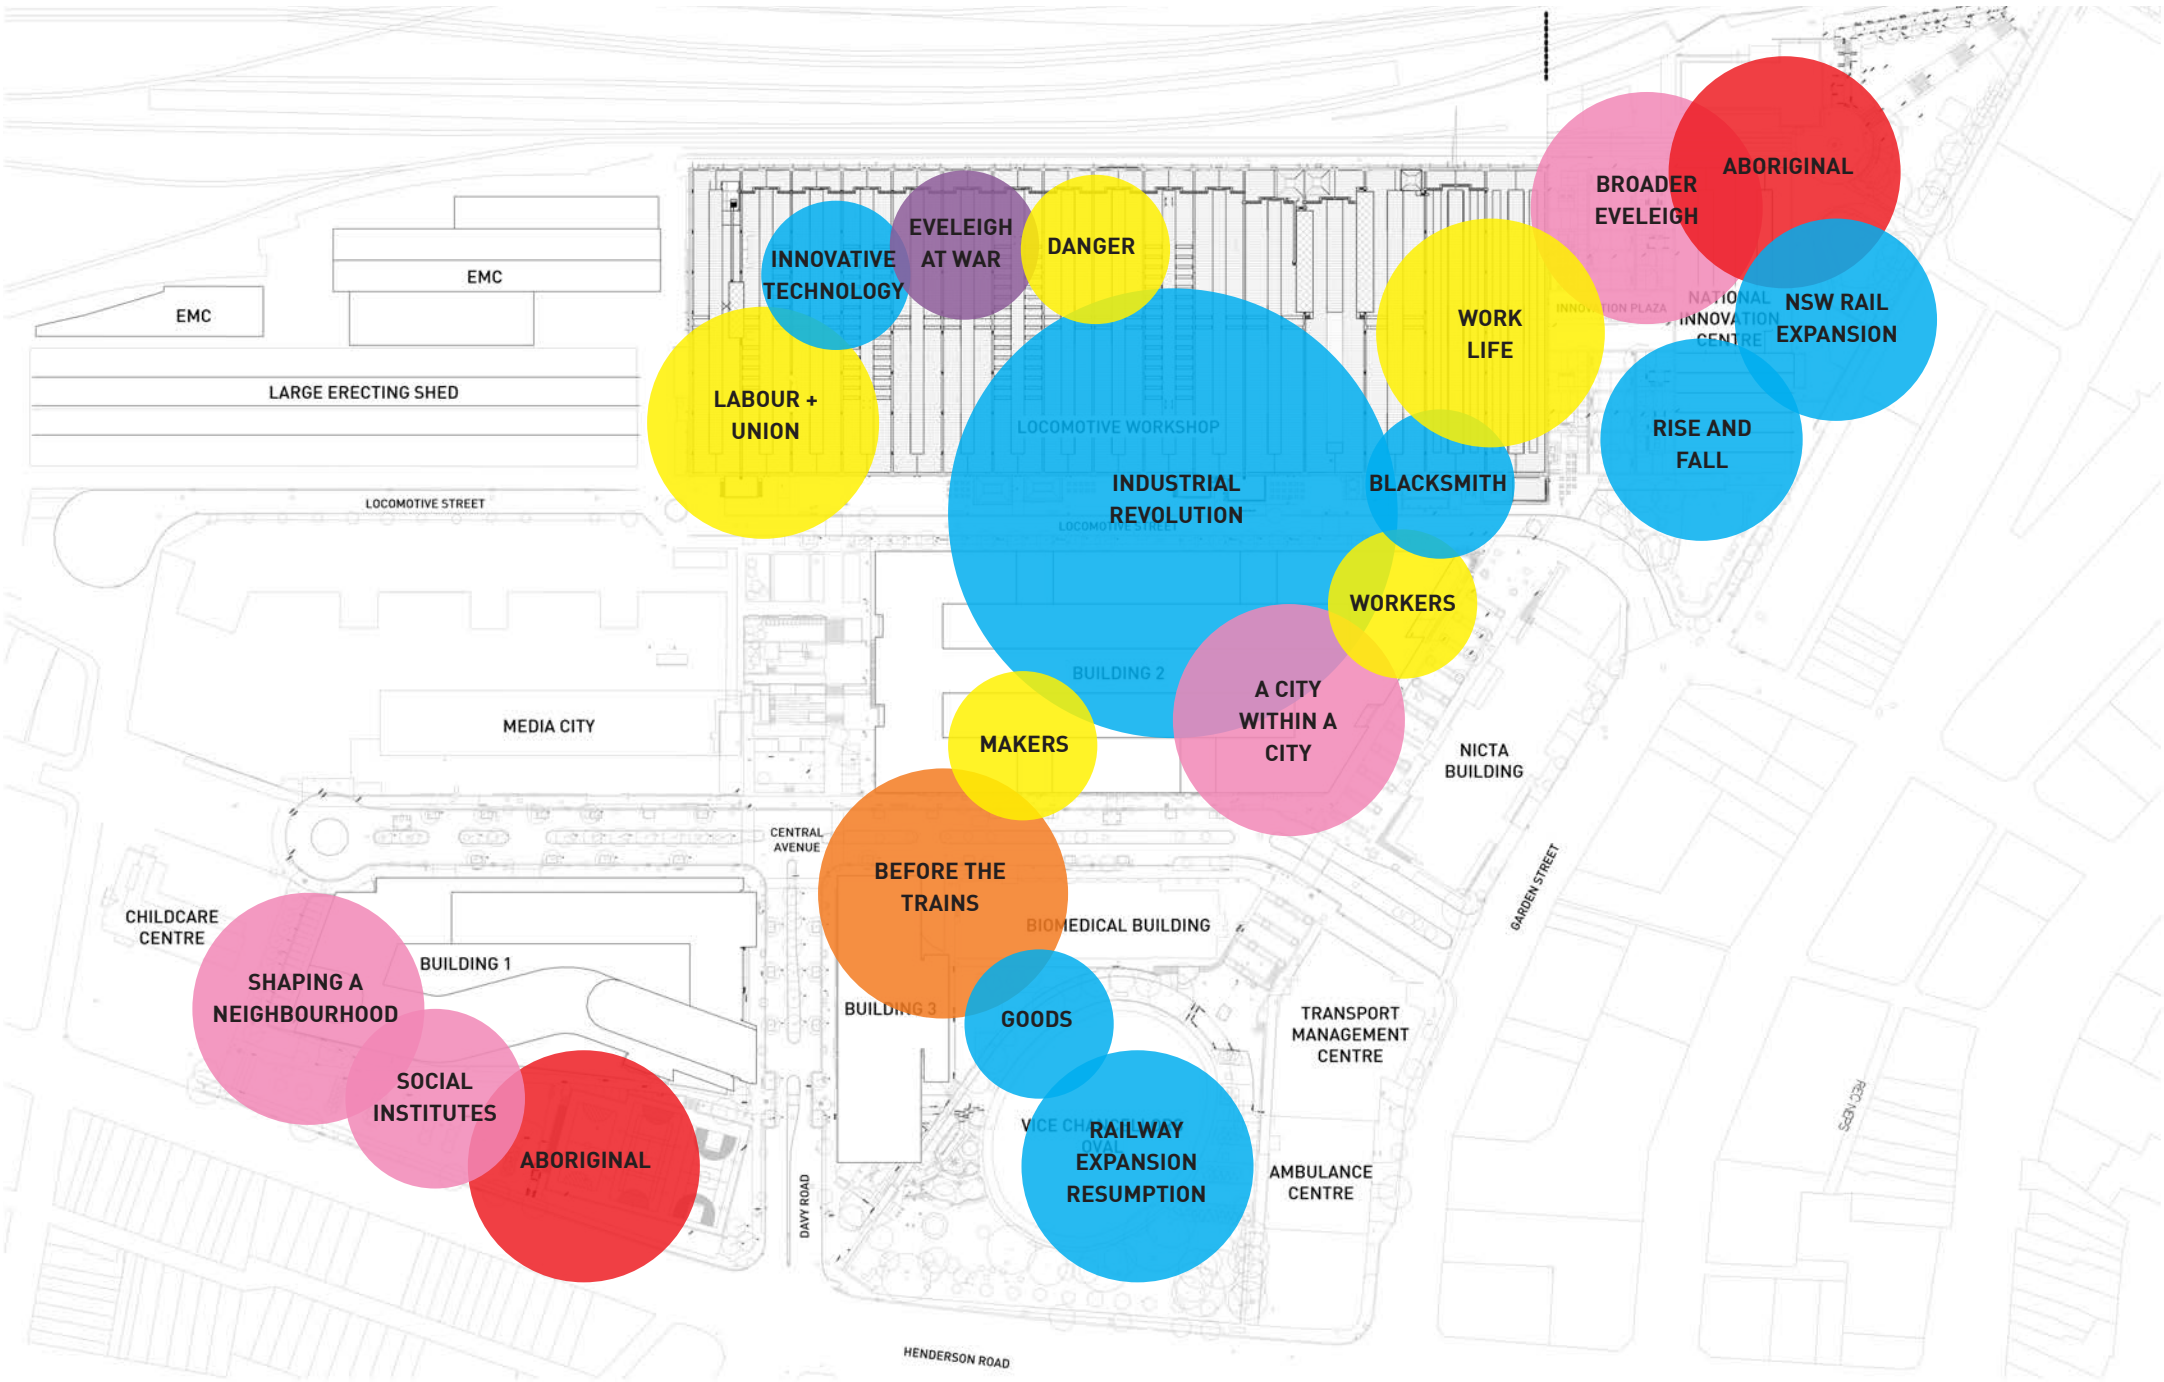 ABORIGINAL
BROADER
EVELEIGH
EVELEIGH
AT WAR
DANGER
INNOVATIVE
TECHNOLOGY
EMC
EMC
WORK
LIFE
INNOVATION PLAZA
NATIONAL
INNOVATION
CENTRE
NSW RAIL
EXPANSION
LARGE ERECTING SHED
LABOUR +
UNION
LOCOMOTIVE WORKSHOP
RISE AND
FALL
INDUSTRIAL
REVOLUTION
BLACKSMITH
LOCOMOTIVE STREET
LOCOMOTIVE STREET
WORKERS
BUILDING 2
A CITY
WITHIN A
CITY
MEDIA CITY
MAKERS
NICTA
BUILDING
CENTRAL
AVENUE
BEFORE THE
TRAINS
GARDEN STREET
CHILDCARE
CENTRE
BIOMEDICAL BUILDING
BUILDING 1
SHAPING A
NEIGHBOURHOOD
BUILDING 3
GOODS
TRANSPORT
MANAGEMENT
CENTRE
SOCIAL
INSTITUTES
VICE CHANCELLORS
OVAL
RAILWAY
EXPANSION
RESUMPTION
ABORIGINAL
AMBULANCE
CENTRE
DAVY ROAD
HENDERSON ROAD